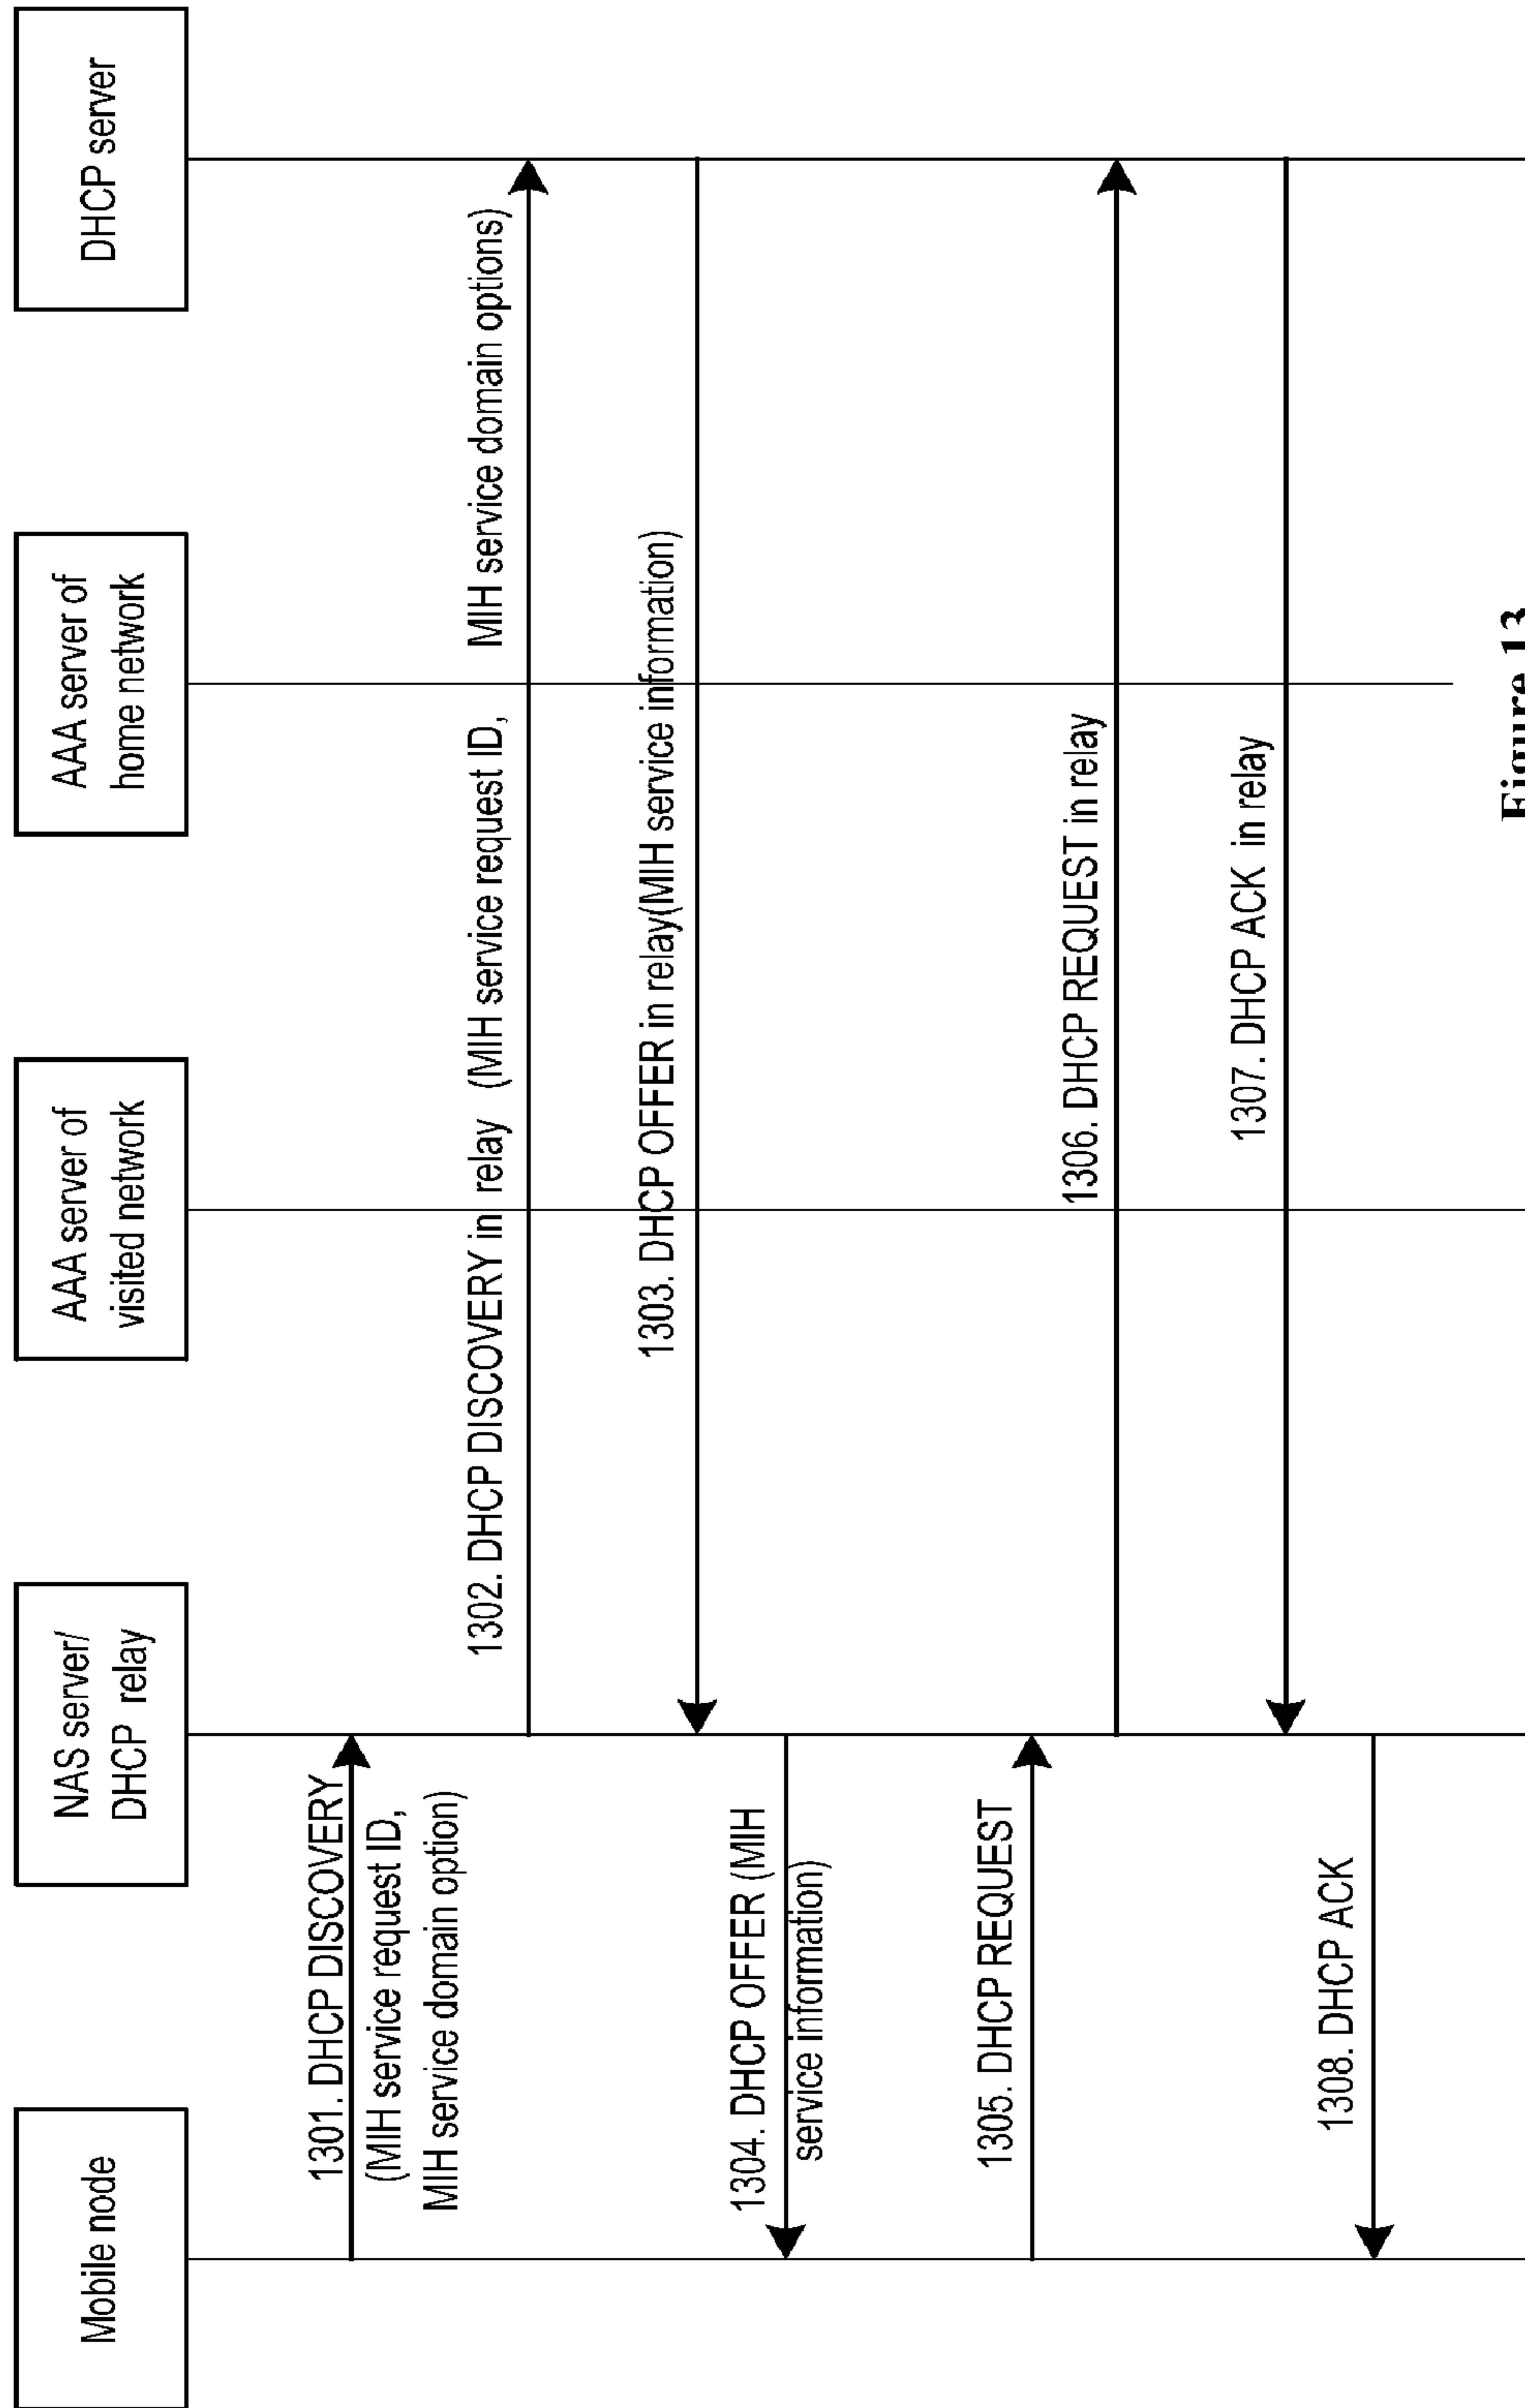 Mobile node
NAS server/
DHCP relay
AAA server of
visited network
AAA server of
home network
DHCP server
1301. DHCP DISCOVERY
(MIH service request ID,
MIH service domain option)
1302. DHCP DISCOVERY in relay (MIH service request ID, MIH service domain options)
1303. DHCP OFFER in relay(MIH service information)
1304. DHCP OFFER (MIH
service information)
1305. DHCP REQUEST
1306. DHCP REQUEST in relay
1307. DHCP ACK in relay
1308. DHCP ACK
Figure 13